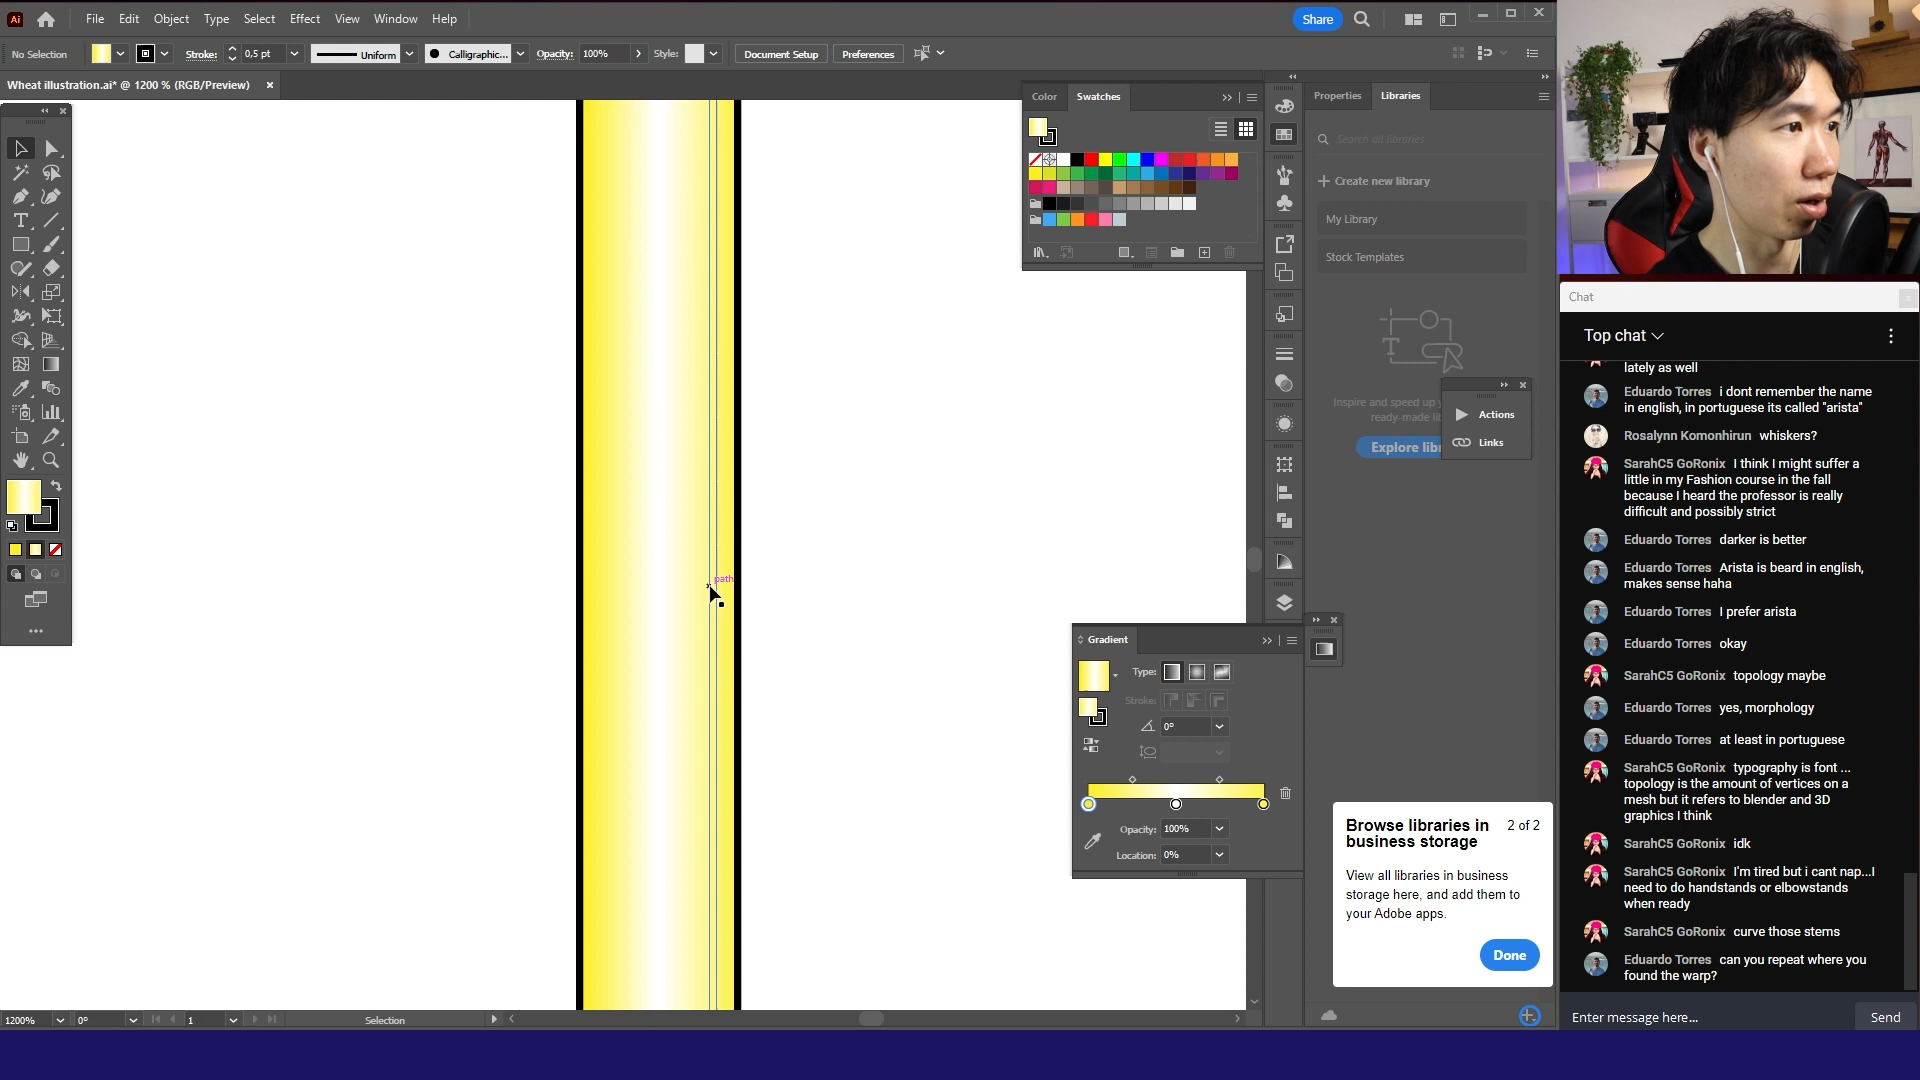 Ai
File Edit Object Type Select Effect View Window Help
Share
No Selection
Stroke:
0,5 pt
Uniform
Calligraphic...
Opacity:
100%
Style:
Document Setup
Preferences
Wheat illustration.ai* @ 1200 % (RGB/Preview)
Color
Swatches
Properties
Libraries
Search all libraries
Create new library
My Library
Stock Templates
Actions
Links
path
Gradient
Type:
Stroke:
0°
Opacity:
100%
Location:
0%
Browse libraries in
business storage
2 of 2
View all libraries in business
storage here, and add them to
your Adobe apps.
Done
1200%
0°
1
Selection
Chat
Top chat
lately as well
Eduardo Torres i dont remember the name
in english, in portuguese its called "arista"
Rosalynn Komonhirun whiskers?
SarahC5 GoRonix I think I might suffer a
little in my Fashion course in the fall
because I heard the professor is really
difficult and possibly strict
Eduardo Torres darker is better
Eduardo Torres Arista is beard in english,
makes sense haha
Eduardo Torres I prefer arista
Eduardo Torres okay
SarahC5 GoRonix topology maybe
Eduardo Torres yes, morphology
Eduardo Torres at least in portuguese
SarahC5 GoRonix typography is font ...
topology is the amount of vertices on a
mesh but it refers to blender and 3D
graphics I think
SarahC5 GoRonix idk
SarahC5 GoRonix I'm tired but i cant nap...I
need to do handstands or elbowstands
when ready
SarahC5 GoRonix curve those stems
Eduardo Torres can you repeat where you
found the warp?
Enter message here...
Send